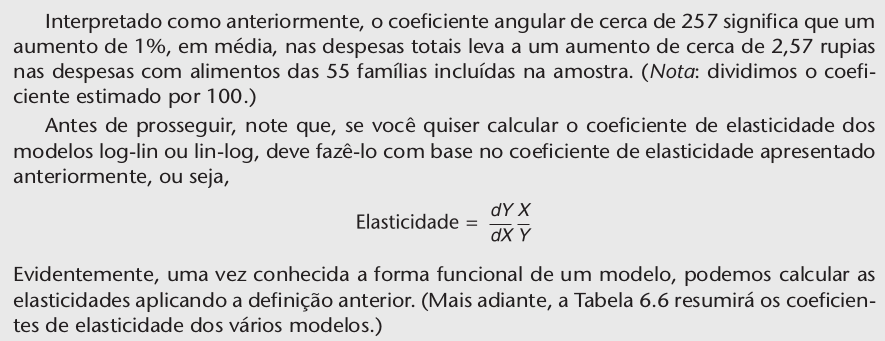 Interpretado como anteriormente, o coeficiente angular de cerca de 257 significa que um
aumento de 1%, em média, nas despesas totais leva a um aumento de cerca de 2,57 rupias
nas despesas com alimentos das 55 famílias incluídas na amostra. (Nota: dividimos o coefi-
ciente estimado por 100.)
Antes de prosseguir, note que, se você quiser calcular o coeficiente de elasticidade dos
modelos log-lin ou lin-log, deve fazê-lo com base no coeficiente de elasticidade apresentado
anteriormente, ou seja,
Elasticidade = dY/dX X/Y
Evidentemente, uma vez conhecida a forma funcional de um modelo, podemos calcular as
elasticidades aplicando a definição anterior. (Mais adiante, a Tabela 6.6 resumirá os coeficien-
tes de elasticidade dos vários modelos.)